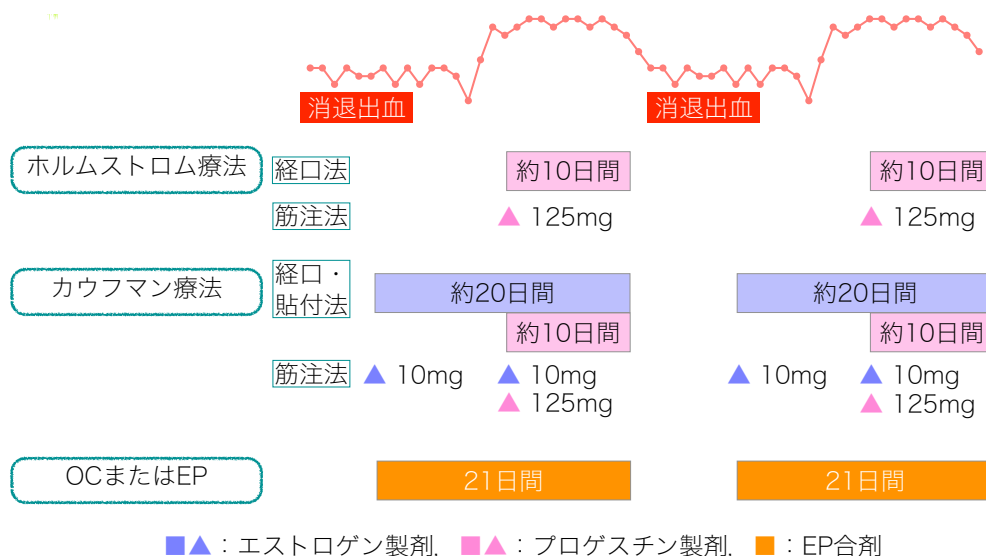 消退出血 消退出血
ホルムストロム療法 経口法 約10日間 約10日間
筋注法 ▲ 125mg ▲ 125mg
カウフマン療法 経口・貼付法 約20日間 約20日間
約10日間 約10日間
筋注法 ▲ 10mg ▲ 10mg ▲ 10mg ▲ 10mg
▲ 125mg ▲ 125mg
OCまたはEP 21日間 21日間
■▲：エストロゲン製剤, ■▲：プロゲスチン製剤, ■：EP合剤